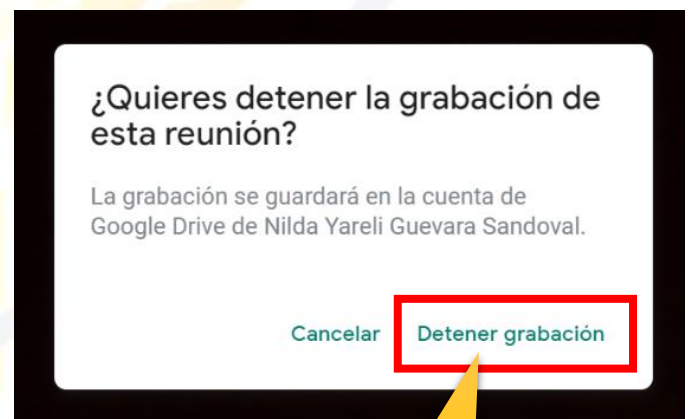 ¿Quieres detener la grabación de
esta reunión?
La grabación se guardará en la cuenta de
Google Drive de Nilda Yareli Guevara Sandoval.
Cancelar Detener grabación